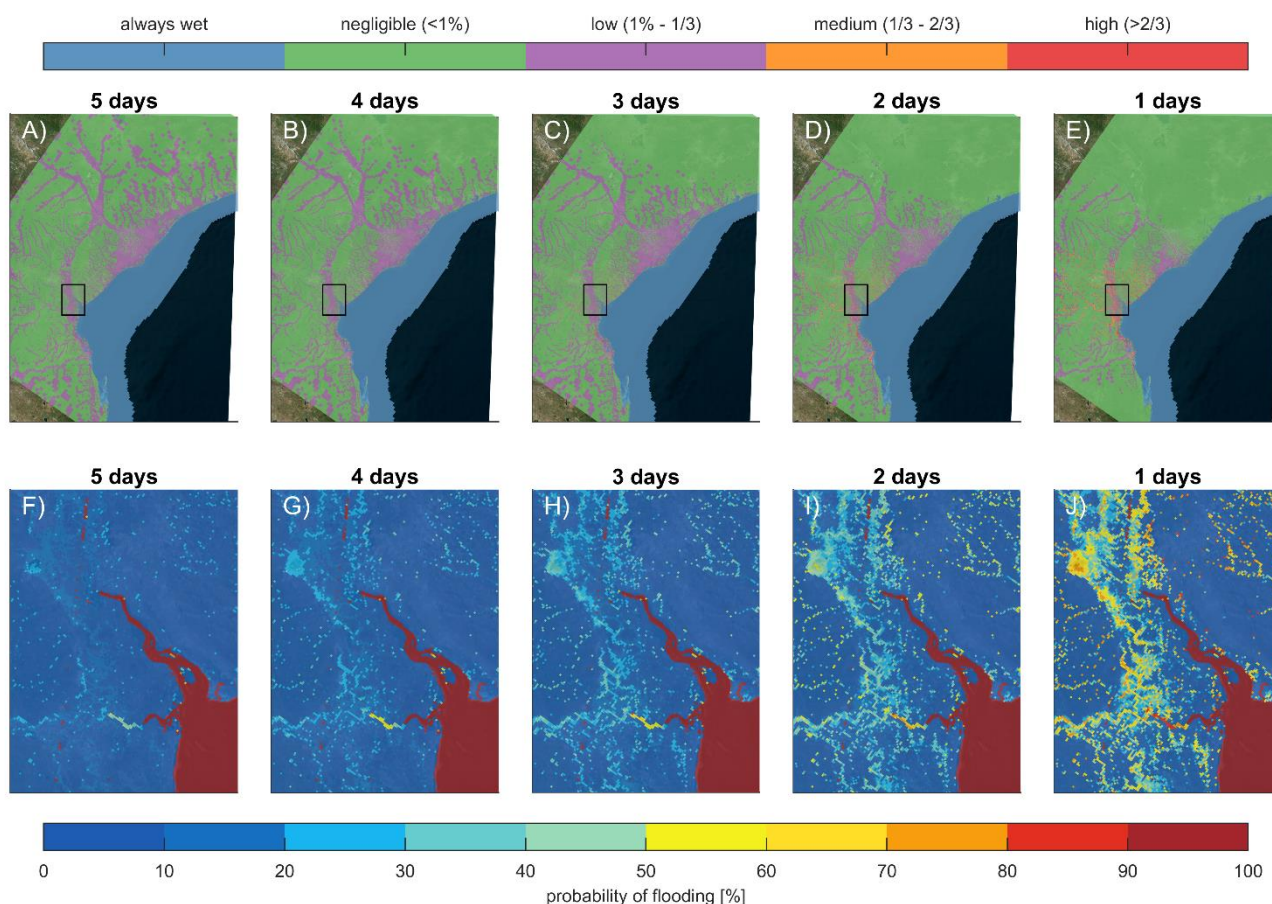 always wet negligible (<1%) low (1% - 1/3) medium (1/3 - 2/3) high (>2/3)
5 days 4 days 3 days 2 days 1 days
A) B) C) D) E)
5 days 4 days 3 days 2 days 1 days
F) G) H) I) J)
0 10 20 30 40 50 60 70 80 90 100
probability of flooding [%]